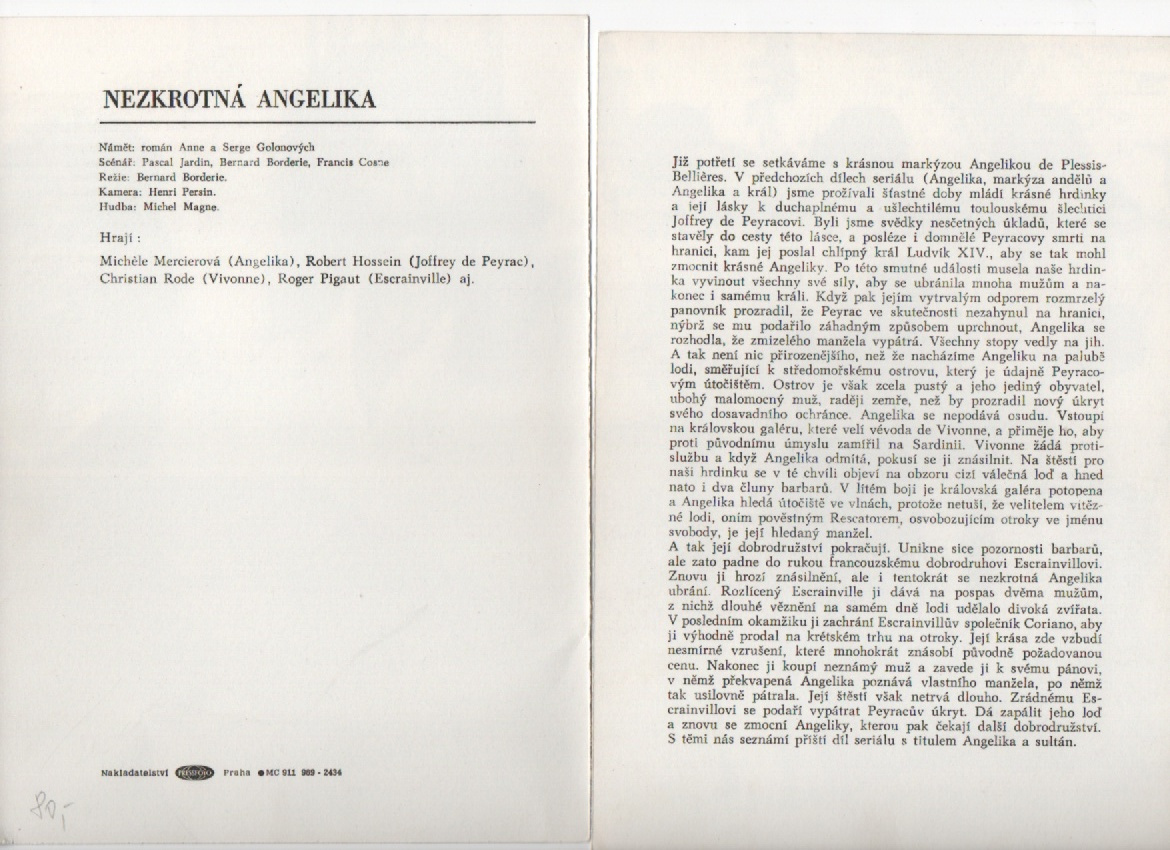 NEZKROTNÁ ANGELIKA
Námět: román Anne a Serge Golonových
Scénář: Pascal Jardin, Bernard Borderie, Francis Cosne
Režie: Bernard Borderie.
Kamera: Henri Persin.
Hudba: Michel Magne.
Hrají :
Michèle Mercierová (Angelika), Robert Hossein (Joffrey de Peyrac),
Christian Rode (Vivonne), Roger Pigaut (Escrainville) aj.
Nakladatelství PRESSFOTO Praha ●MC 911 969 - 2434
80,-
Již potřetí se setkáváme s krásnou markýzou Angelikou de Plessis-
Bellières. V předchozích dílech seriálu (Angelika, markýza andělů a
Angelika a král) jsme prožívali šťastné doby mládí krásné hrdinky
a její lásky k duchaplnému a ušlechtilému toulouskému šlechtici
Joffrey de Peyracovi. Byli jsme svědky nesčetných úkladů, které se
stavěly do cesty této lásce, a posléze i domnělé Peyracovy smrti na
hranici, kam jej poslal chlípný král Ludvík XIV., aby se tak mohl
zmocnit krásné Angeliky. Po této smutné události musela naše hrdin-
ka vyvinout všechny své síly, aby se ubránila mnoha mužům a na-
konec i samému králi. Když pak jejím vytrvalým odporem rozmrzelý
panovník prozradil, že Peyrac ve skutečnosti nezahynul na hranici,
nýbrž se mu podařilo záhadným způsobem uprchnout, Angelika se
rozhodla, že zmizelého manžela vypátrá. Všechny stopy vedly na jih.
A tak není nic přirozenějšího, než že nacházíme Angeliku na palubě
lodi, směřující k středomořskému ostrovu, který je údajně Peyraco-
vým útočištěm. Ostrov je však zcela pustý a jeho jediný obyvatel,
ubohý malomocný muž, raději zemře, než by prozradil nový úkryt
svého dosavadního ochránce. Angelika se nepodává osudu. Vstoupí
na královskou galéru, které velí vévoda de Vivonne, a přiměje ho, aby
proti původnímu úmyslu zamířil na Sardinii. Vivonne žádá proti-
službu a když Angelika odmítá, pokusí se ji znásilnit. Na štěstí pro
naši hrdinku se v té chvíli objeví na obzoru cizí válečná loď a hned
nato i dva čluny barbarů. V lítém boji je královská galéra potopena
a Angelika hledá útočiště ve vlnách, protože netuší, že velitelem vítěz-
né lodi, oním pověstným Rescatorem, osvobozujícím otroky ve jménu
svobody, je její hledaný manžel.
A tak její dobrodružství pokračují. Unikne sice pozornosti barbarů,
ale zato padne do rukou francouzskému dobrodruhovi Escrainvillovi.
Znovu jí hrozí znásilnění, ale i tentokrát se nezkrotná Angelika
ubrání. Rozlícený Escrainville ji dává na pospas dvěma mužům,
z nichž dlouhé věznění na samém dně lodi udělalo divoká zvířata.
V posledním okamžiku ji zachrání Escrainvillův společník Coriano, aby
ji výhodně prodal na krétském trhu na otroky. Její krása zde vzbudí
nesmírné vzrušení, které mnohokrát znásobí původně požadovanou
cenu. Nakonec ji koupí neznámý muž a zavede ji k svému pánovi,
v němž překvapená Angelika poznává vlastního manžela, po němž
tak usilovně pátrala. Její štěstí však netrvá dlouho. Zrádnému Es-
crainvillovi se podaří vypátrat Peyracův úkryt. Dá zapálit jeho loď
a znovu se zmocní Angeliky, kterou pak čekají další dobrodružství.
S těmi nás seznámí příští díl seriálu s titulem Angelika a sultán.